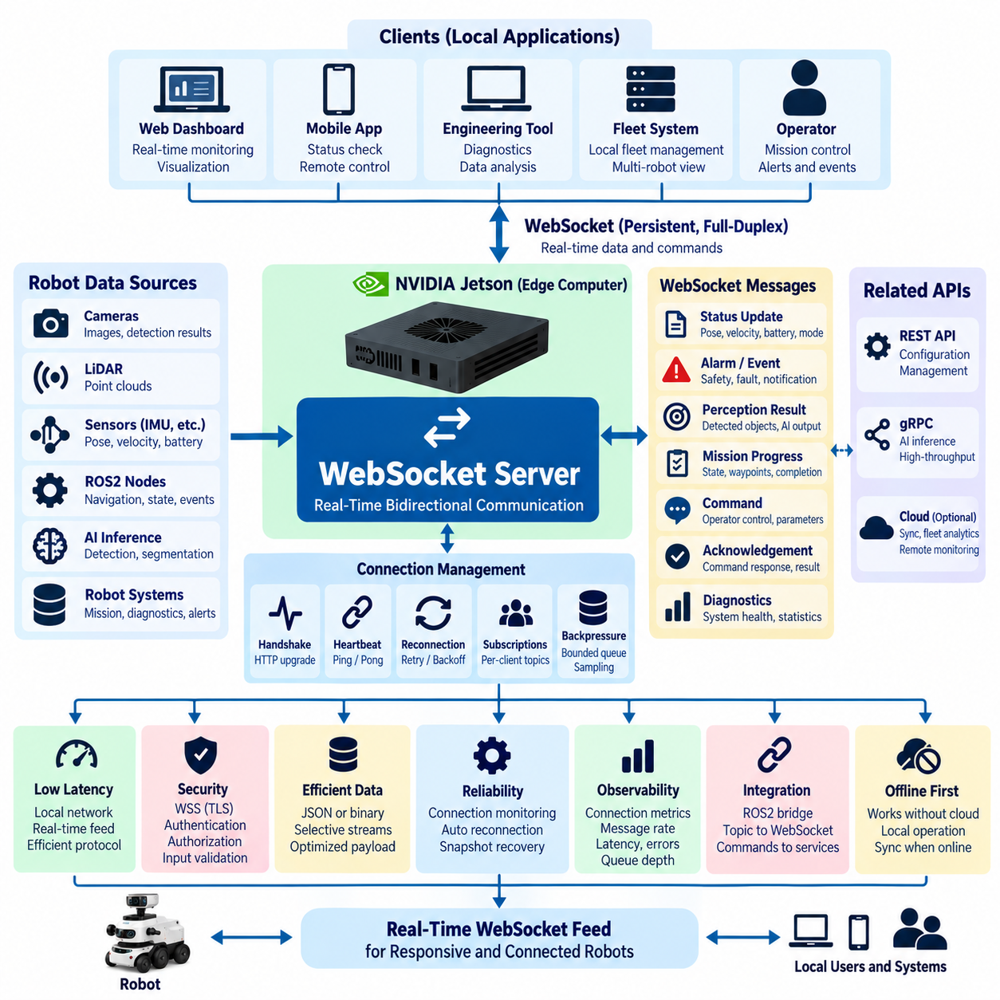 Clients (Local Applications)
Web Dashboard
Real-time monitoring
Visualization
Mobile App
Status check
Remote control
Engineering Tool
Diagnostics
Data analysis
Fleet System
Local fleet management
Multi-robot view
Operator
Mission control
Alerts and events
WebSocket (Persistent, Full-Duplex)
Real-time data and commands
Robot Data Sources
Cameras
Images, detection results
LiDAR
Point clouds
Sensors (IMU, etc.)
Pose, velocity, battery
ROS2 Nodes
Navigation, state, events
AI Inference
Detection, segmentation
Robot Systems
Mission, diagnostics, alerts
NVIDIA Jetson (Edge Computer)
WebSocket Server
Real-Time Bidirectional Communication
WebSocket Messages
Status Update
Pose, velocity, battery, mode
Alarm / Event
Safety, fault, notification
Perception Result
Detected objects, AI output
Mission Progress
State, waypoints, completion
Command
Operator control, parameters
Acknowledgement
Command response, result
Diagnostics
System health, statistics
Related APIs
REST API
Configuration
Management
gRPC
AI inference
High-throughput
Cloud (Optional)
Sync, fleet analytics
Remote monitoring
Connection Management
Handshake
HTTP upgrade
Heartbeat
Ping / Pong
Reconnection
Retry / Backoff
Subscriptions
Per-client topics
Backpressure
Bounded queue
Sampling
Low Latency
Local network
Real-time feed
Efficient protocol
Security
WSS (TLS)
Authentication
Authorization
Input validation
Efficient Data
JSON or binary
Selective streams
Optimized payload
Reliability
Connection monitoring
Auto reconnection
Snapshot recovery
Observability
Connection metrics
Message rate
Latency, errors
Queue depth
Integration
ROS2 bridge
Topic to WebSocket
Commands to services
Offline First
Works without cloud
Local operation
Sync when online
Robot
Real-Time WebSocket Feed
for Responsive and Connected Robots
Local Users and Systems